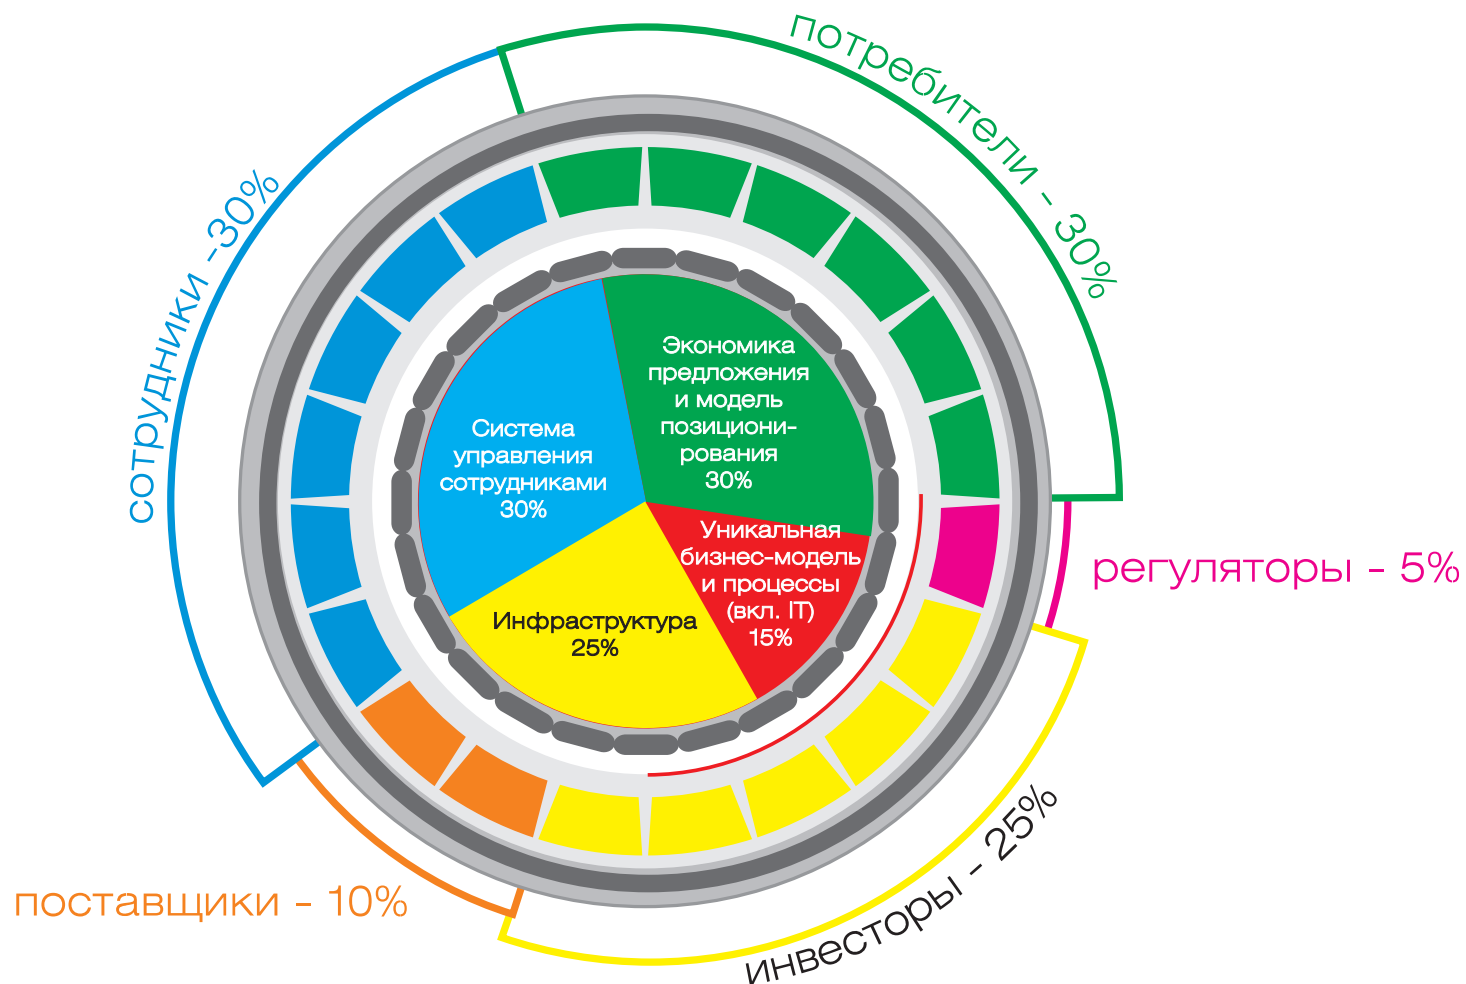 потребители - 30%
сотрудники -30%
Экономика
предложения
и модель
позициони-
рования
30%
Система
управления
сотрудниками
30%
Уникальная
бизнес-модель
и процессы
(вкл. IT)
15%
Инфраструктура
25%
регуляторы - 5%
инвесторы - 25%
поставщики - 10%